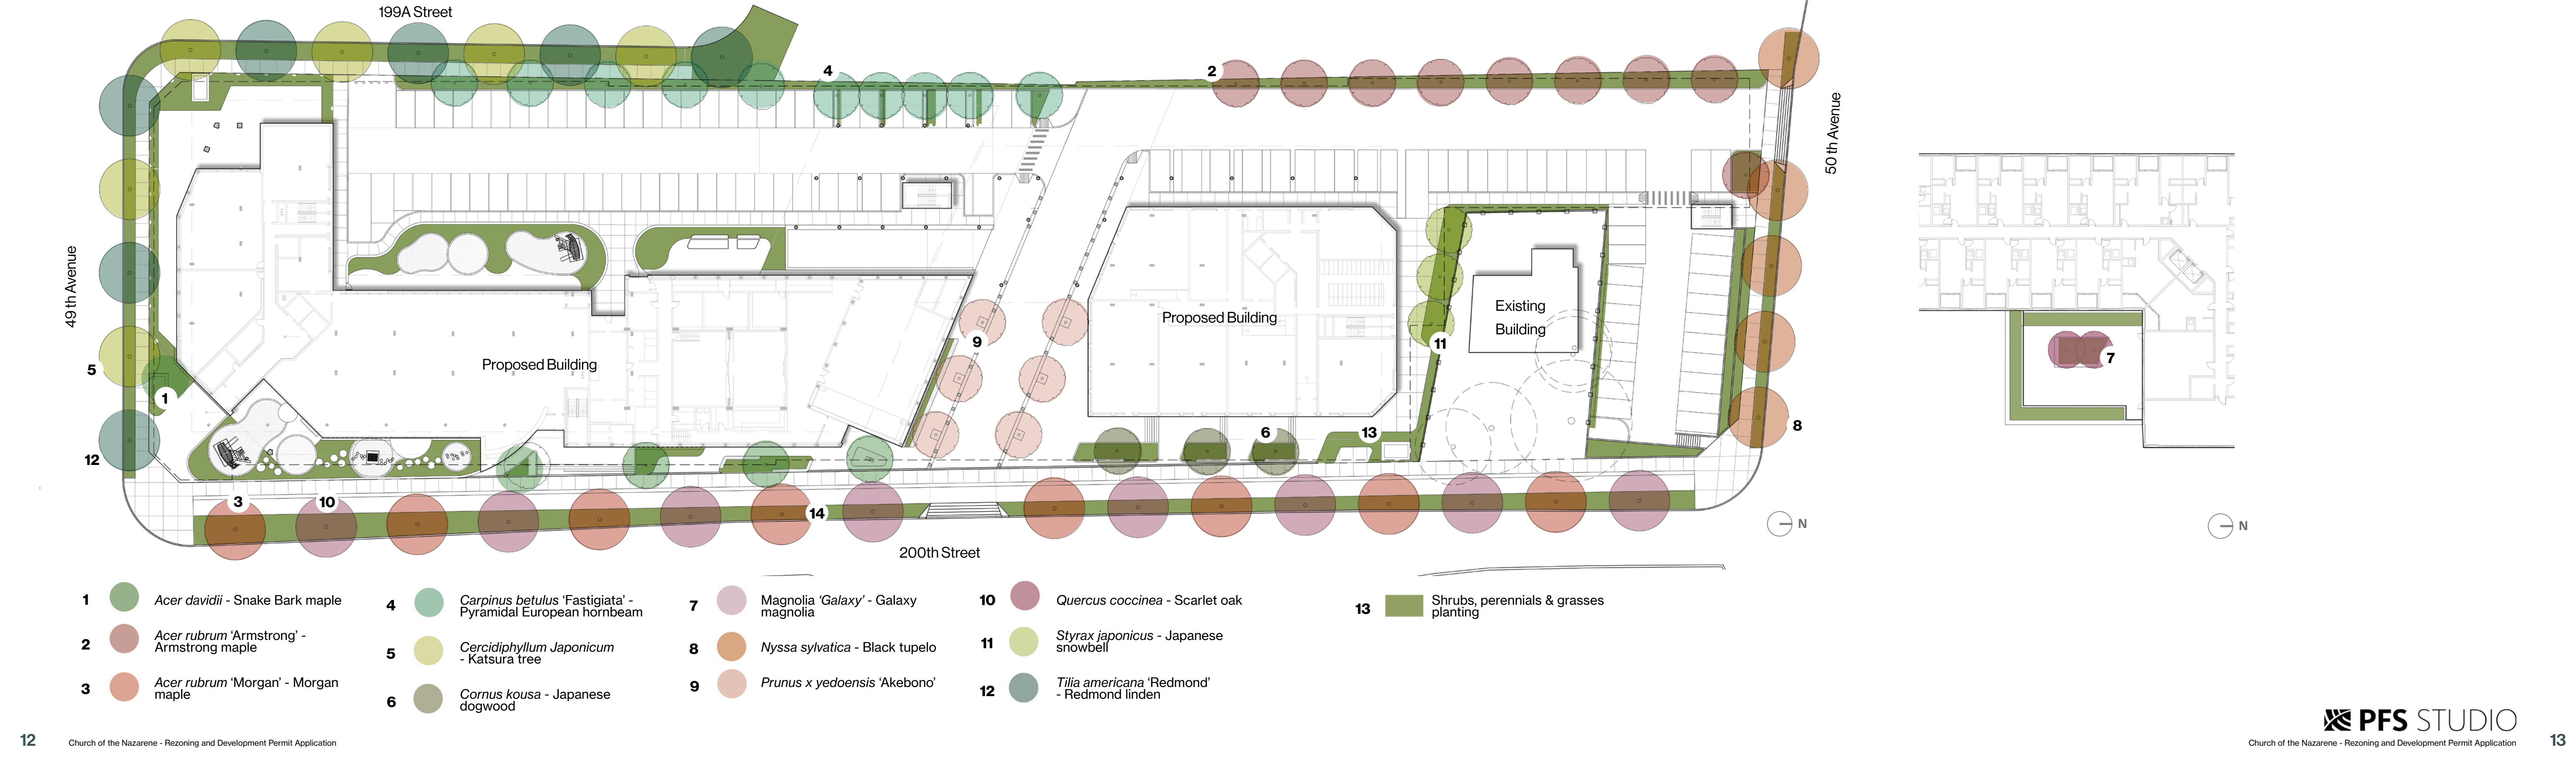 199A Street
4
2
50 th Avenue
49 th Avenue
Proposed Building
Existing
Building
Proposed Building
9
11
7
5
1
6
13
8
12
3
10
14
N
N
200th Street
1 Acer davidii - Snake Bark maple
2 Acer rubrum ‘Armstrong’ -
Armstrong maple
3 Acer rubrum ‘Morgan’ - Morgan
maple
4 Carpinus betulus ‘Fastigiata’ -
Pyramidal European hornbeam
5 Cercidiphyllum Japonicum
- Katsura tree
6 Cornus kousa - Japanese
dogwood
7 Magnolia ‘Galaxy’ - Galaxy
magnolia
8 Nyssa sylvatica - Black tupelo
9 Prunus x yedoensis ‘Akebono’
10 Quercus coccinea - Scarlet oak
11 Styrax japonicus - Japanese
snowbell
12 Tilia americana ‘Redmond’
- Redmond linden
13 Shrubs, perennials & grasses
planting
PFS STUDIO
12 Church of the Nazarene - Rezoning and Development Permit Application
Church of the Nazarene - Rezoning and Development Permit Application 13